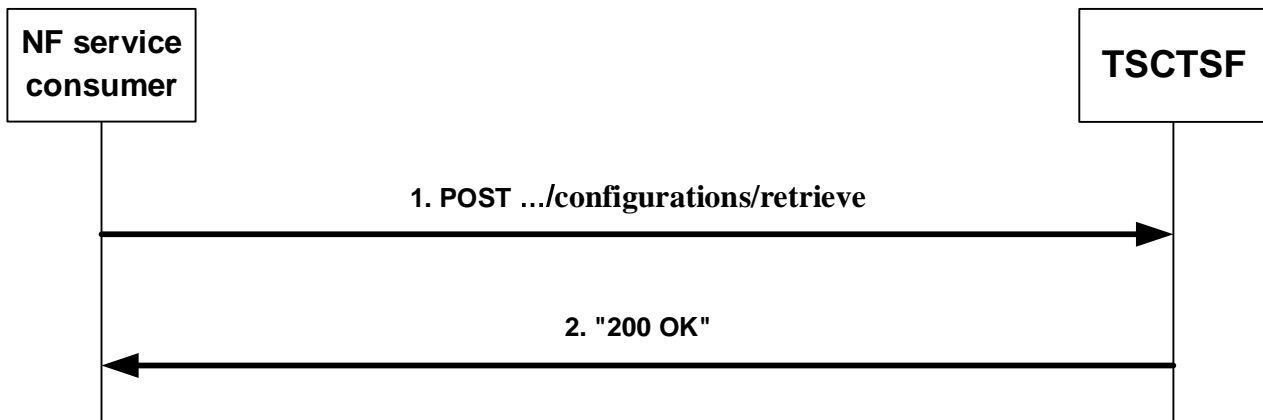 NF service
consumer
TSCTSF
1. POST …/configurations/retrieve
2. "200 OK"